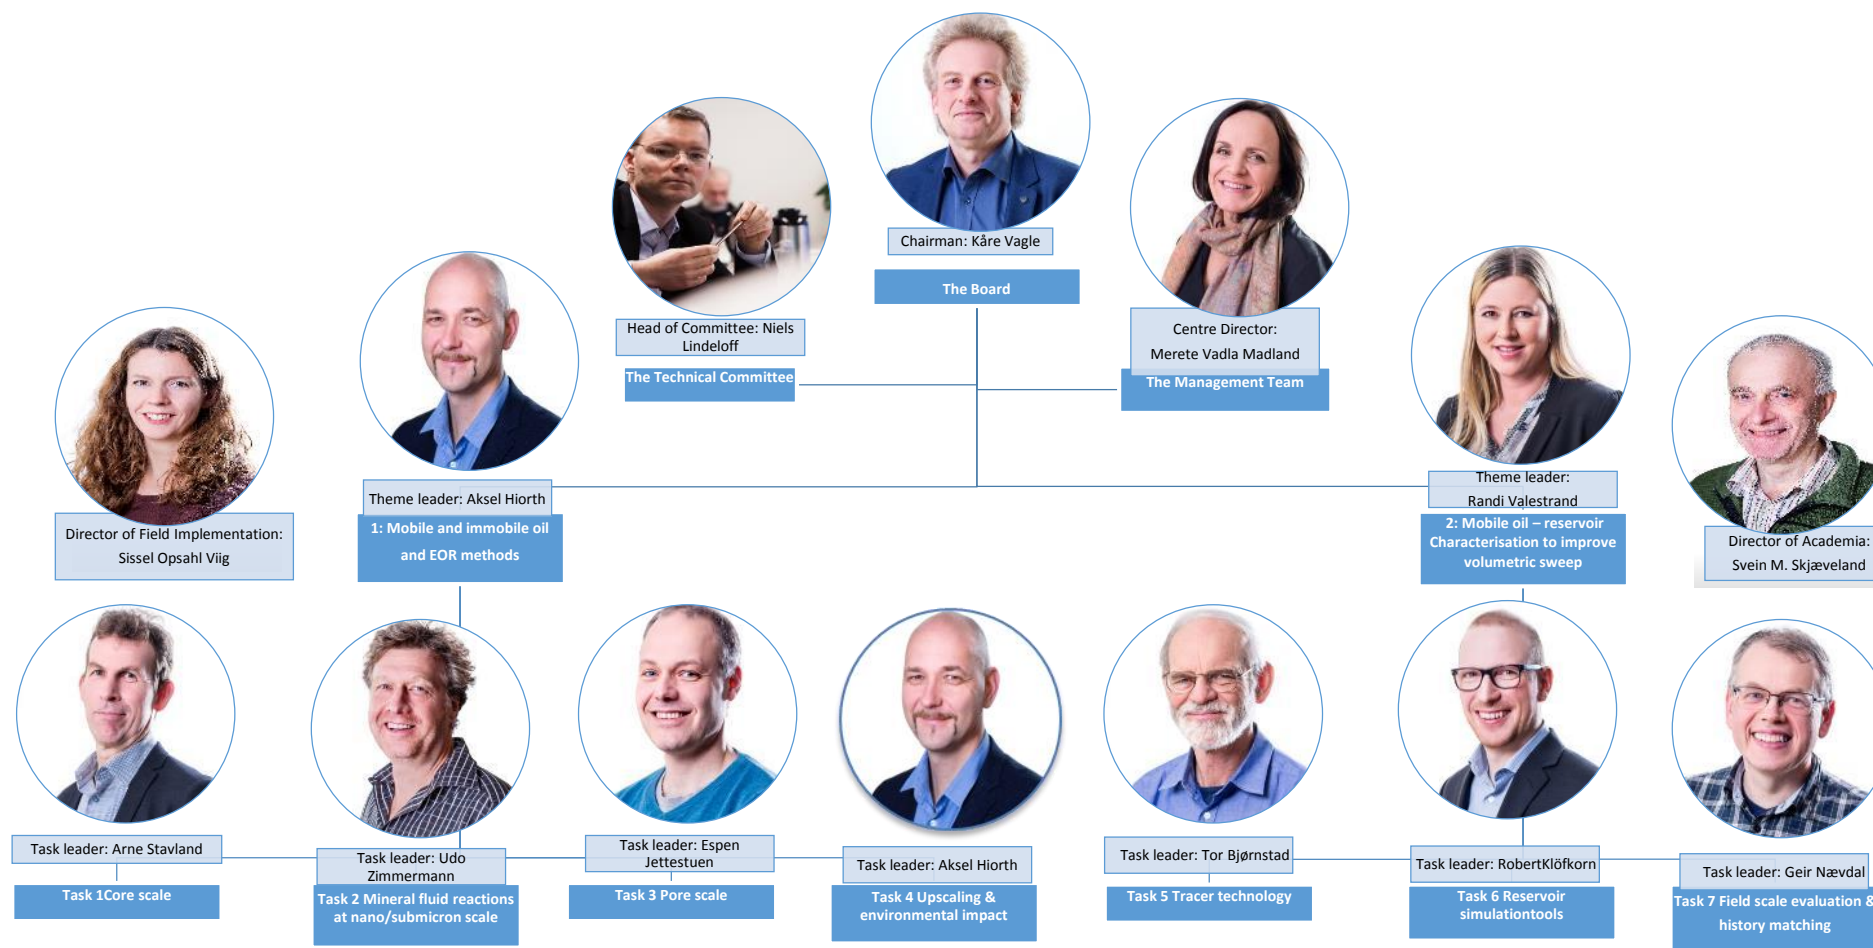 Chairman: Kåre Vagle
The Board
Head of Committee: Niels
Lindeloff
The Technical Committee
Centre Director:
Merete Vadla Madland
The Management Team
Director of Field Implementation:
Sissel Opsahl Viig
Theme leader: Aksel Hiorth
1: Mobile and immobile oil
and EOR methods
Theme leader:
Randi Valestrand
2: Mobile oil – reservoir
Characterisation to improve
volumetric sweep
Director of Academia:
Svein M. Skjæveland
Task leader: Arne Stavland
Task 1Core scale
Task leader: Udo
Zimmermann
Task 2 Mineral fluid reactions
at nano/submicron scale
Task leader: Espen
Jettestuen
Task 3 Pore scale
Task leader: Aksel Hiorth
Task 4 Upscaling &
environmental impact
Task leader: Tor Bjørnstad
Task 5 Tracer technology
Task leader: RobertKlöfkorn
Task 6 Reservoir
simulationtools
Task leader: Geir Nævdal
Task 7 Field scale evaluation &
history matching